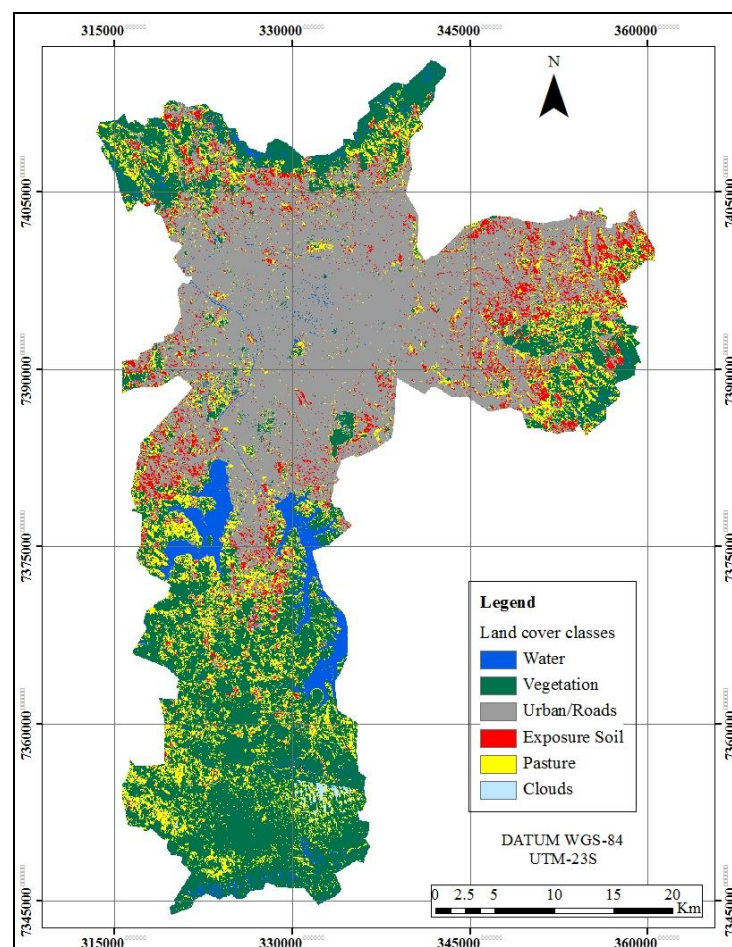 315000 330000 345000 360000
N
7405000 7405000
7390000 7390000
7375000 7375000
Legend
Land cover classes
Water
Vegetation
Urban/Roads
Exposure Soil
Pasture
Clouds
7360000 7360000
DATUM WGS-84
UTM-23S
0 2.5 5 10 15 20
Km
7345000 7345000
315000 330000 345000 360000